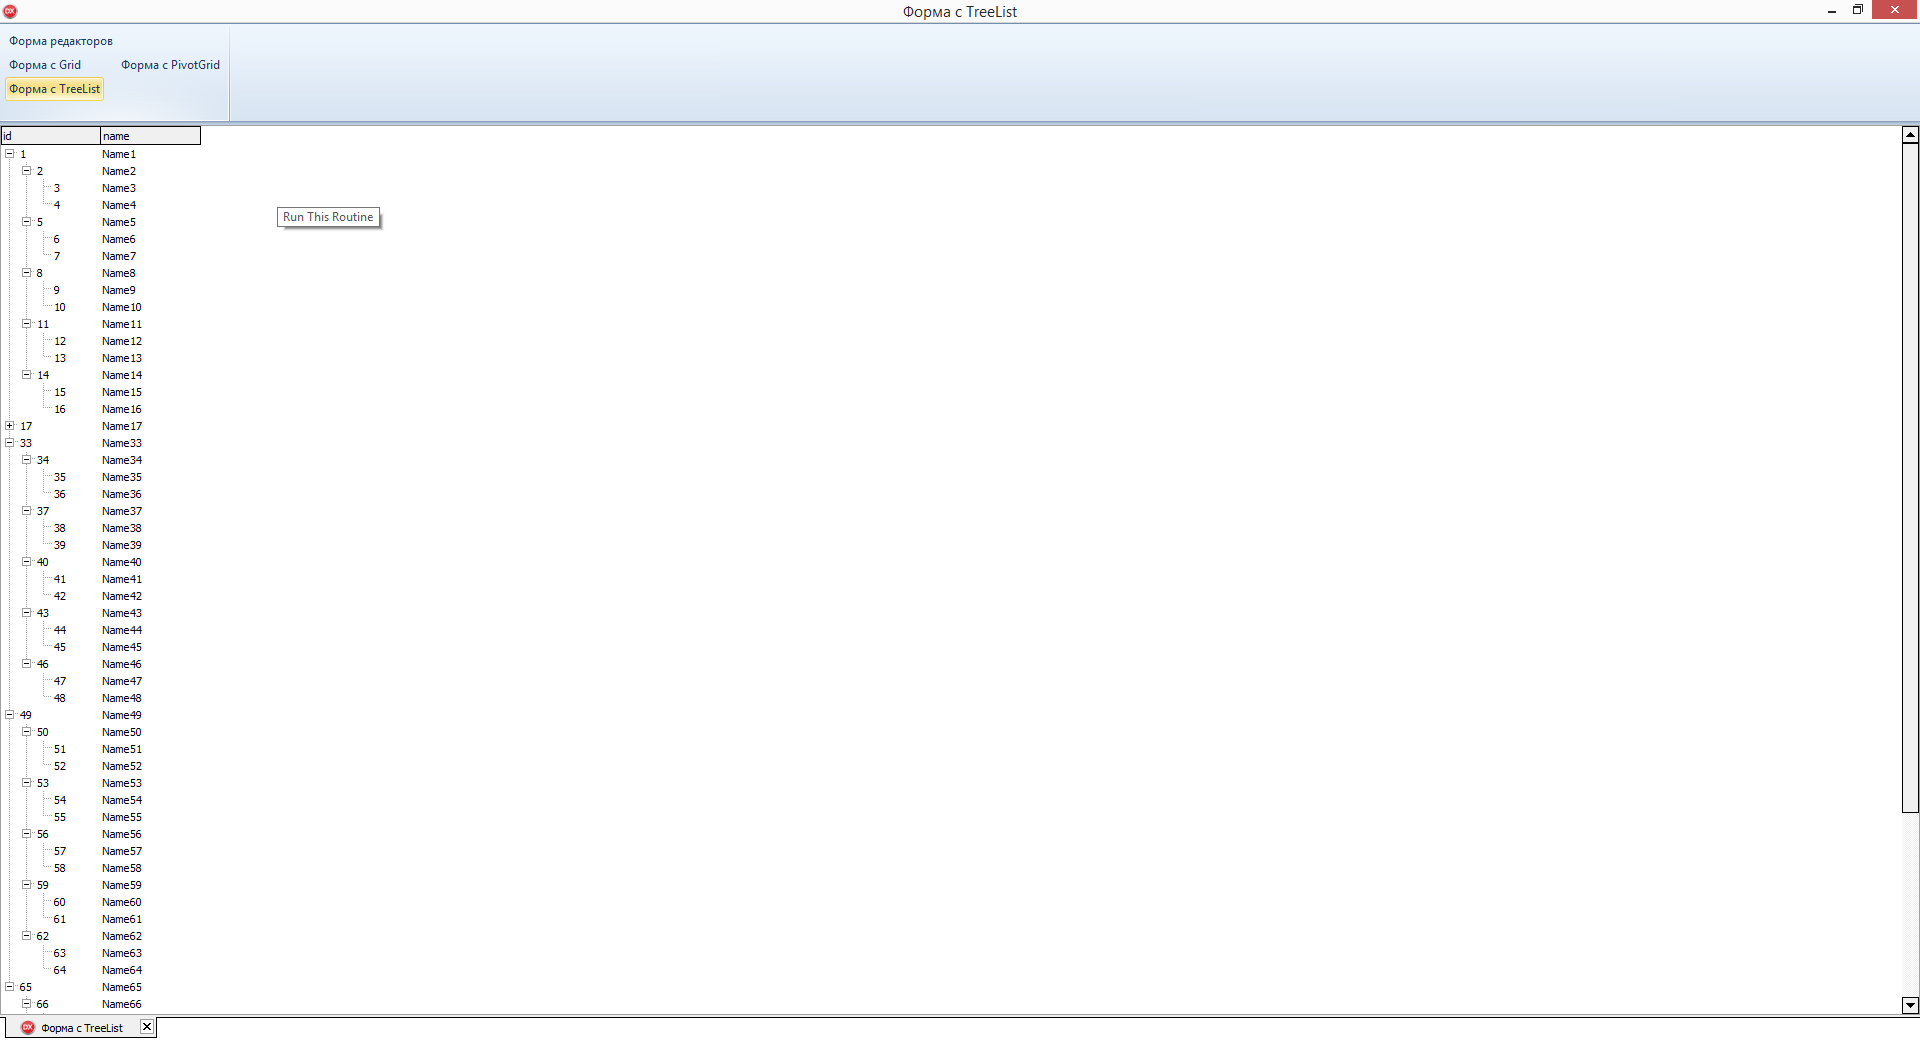 DX Форма с TreeList
Форма редакторов
Форма с Grid Форма с PivotGrid
Форма с TreeList
id name
1 Name1
2 Name2
3 Name3
4 Name4
Run This Routine
5 Name5
6 Name6
7 Name7
8 Name8
9 Name9
10 Name10
11 Name11
12 Name12
13 Name13
14 Name14
15 Name15
16 Name16
17 Name17
33 Name33
34 Name34
35 Name35
36 Name36
37 Name37
38 Name38
39 Name39
40 Name40
41 Name41
42 Name42
43 Name43
44 Name44
45 Name45
46 Name46
47 Name47
48 Name48
49 Name49
50 Name50
51 Name51
52 Name52
53 Name53
54 Name54
55 Name55
56 Name56
57 Name57
58 Name58
59 Name59
60 Name60
61 Name61
62 Name62
63 Name63
64 Name64
65 Name65
66 Name66
DX Форма с TreeList